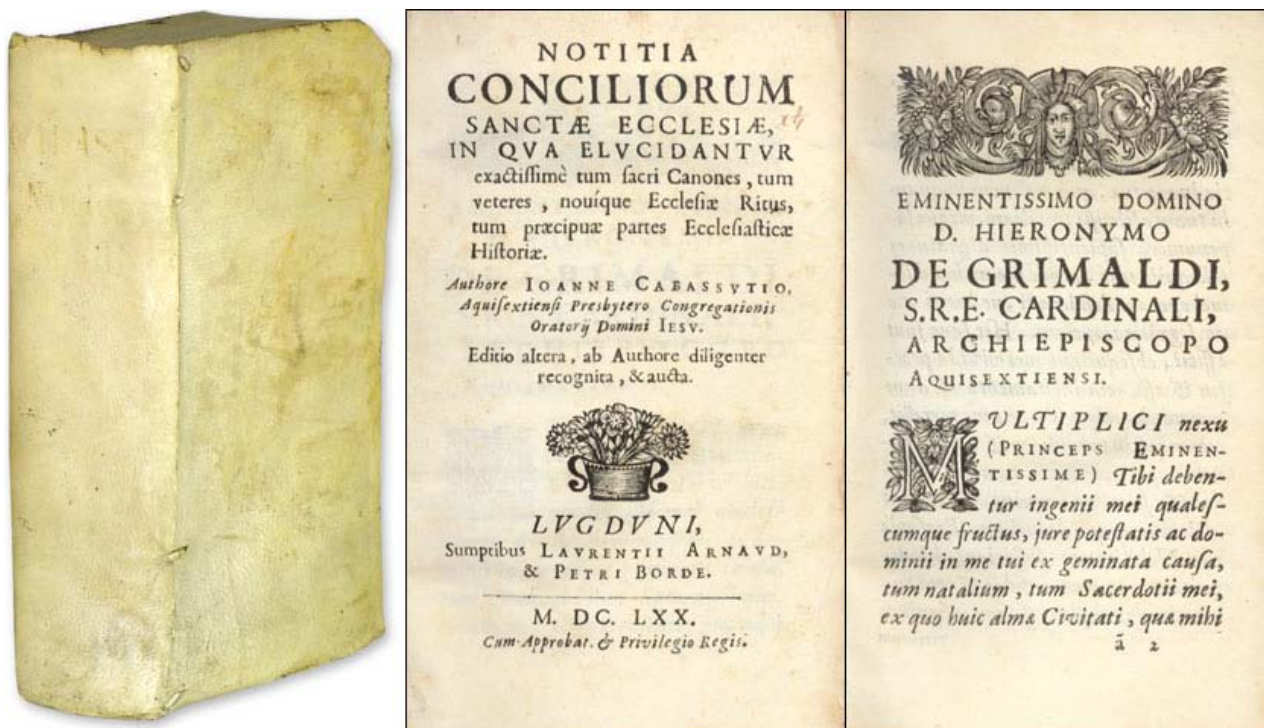 NOTITIA
CONCILIORUM
SANCTÆ ECCLESIÆ,
IN QVA ELVCIDANTVR
exactiſſimè tum ſacri Canones, tum
veteres, nouíque Eccleſiæ Ritus,
tum præcipuæ partes Eccleſiaſticæ
Hiſtoriæ.
Authore IOANNE CABASSVTIO,
Aquiſextienſi Presbytero Congregationis
Oratorij Domini IESV.
Editio altera, ab Authore diligenter
recognita, & aucta.
LVGDVNI,
Sumptibus LAVRENTII ARNAVD,
& PETRI BORDE.
M. DC. LXX.
Cum Approbat. & Privilegio Regis.
EMINENTISSIMO DOMINO
D. HIERONYMO
DE GRIMALDI,
S.R.E. CARDINALI,
ARCHIEPISCOPO
AQUISEXTIENSI.
MULTIPLICI nexu
(PRINCEPS EMINEN-
TISSIME) Tibi deben-
tur ingenii mei qualeſ-
cumque fructus, jure poteſtatis ac do-
minii in me tui ex geminata cauſa,
tum natalium, tum Sacerdotii mei,
ex quo huic almæ Civitati, quæ mihi
ã 2